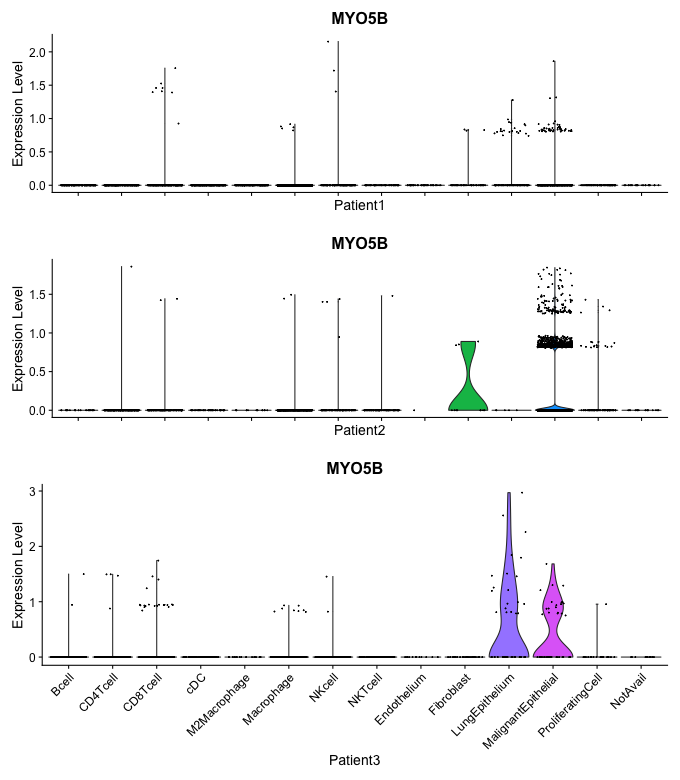 MYO5B
Expression Level
2.0
1.5
1.0
0.5
0.0
Patient1
MYO5B
Expression Level
1.5
1.0
0.5
0.0
Patient2
MYO5B
Expression Level
3
2
1
0
Bcell
CD4Tcell
CD8Tcell
cDC
M2Macrophage
Macrophage
NKcell
NKTcell
Endothelium
Fibroblast
LungEpithelium
MalignantEpithelial
ProliferatingCell
NotAvail
Patient3